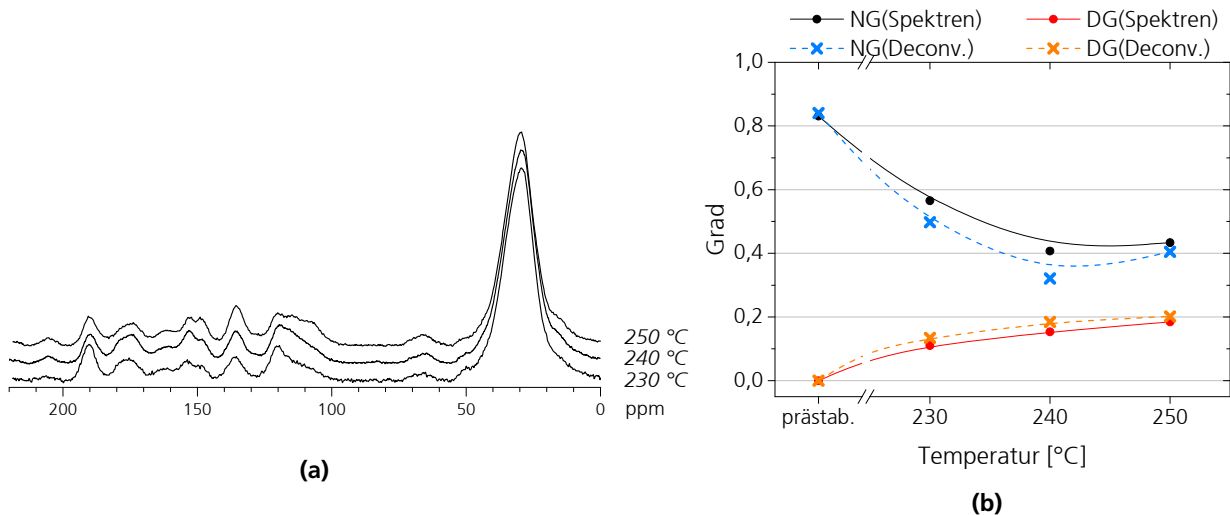 NG(Spektren) DG(Spektren)
NG(Deconv.) DG(Deconv.)
1,0
0,8
0,6
0,4
0,2
0,0
Grad
prästab. 230 240 250
Temperatur [°C]
(b)
250 °C
240 °C
230 °C
200 150 100 50 0 ppm
(a)